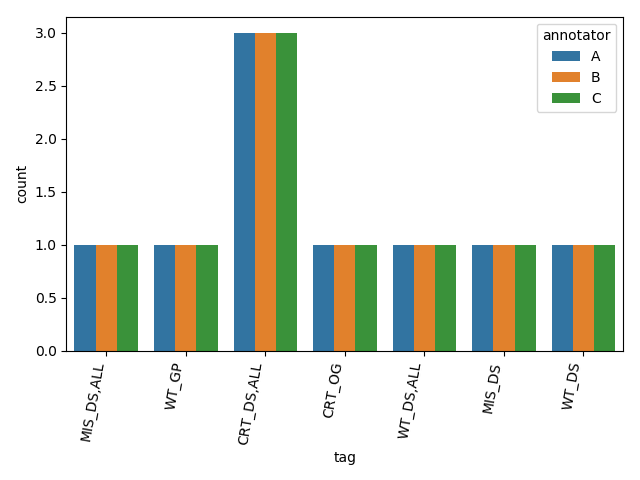 annotator
A
B
C
3.0
2.5
2.0
1.5
1.0
0.5
0.0
count
MIS_DS,ALL
WT_GP
CRT_DS,ALL
CRT_OG
WT_DS,ALL
MIS_DS
WT_DS
tag